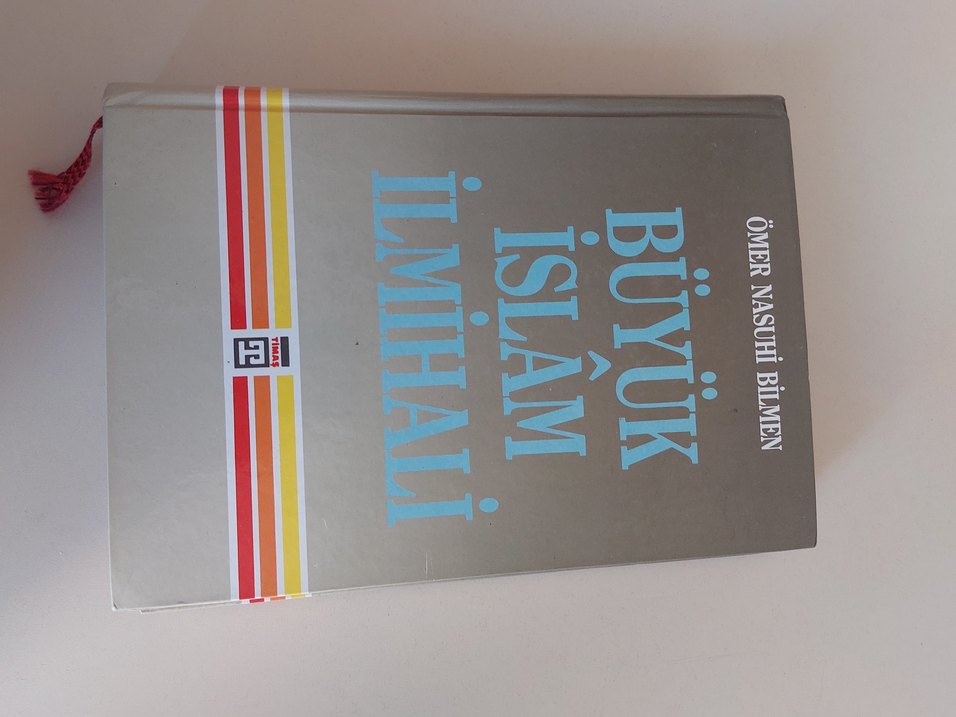 ÖMER NASUHİ BİLMEN
BÜYÜK
İSLÂM
İLMİHALİ
TİMAŞ